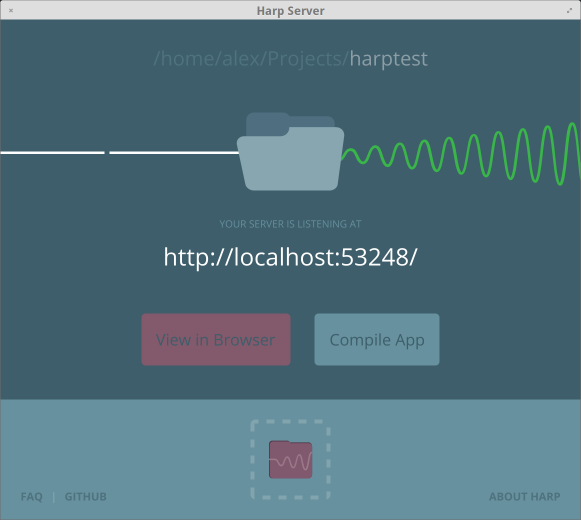 Harp Server
/home/alex/Projects/harptest
YOUR SERVER IS LISTENING AT
http://localhost:53248/
View in Browser
Compile App
FAQ | GITHUB
ABOUT HARP